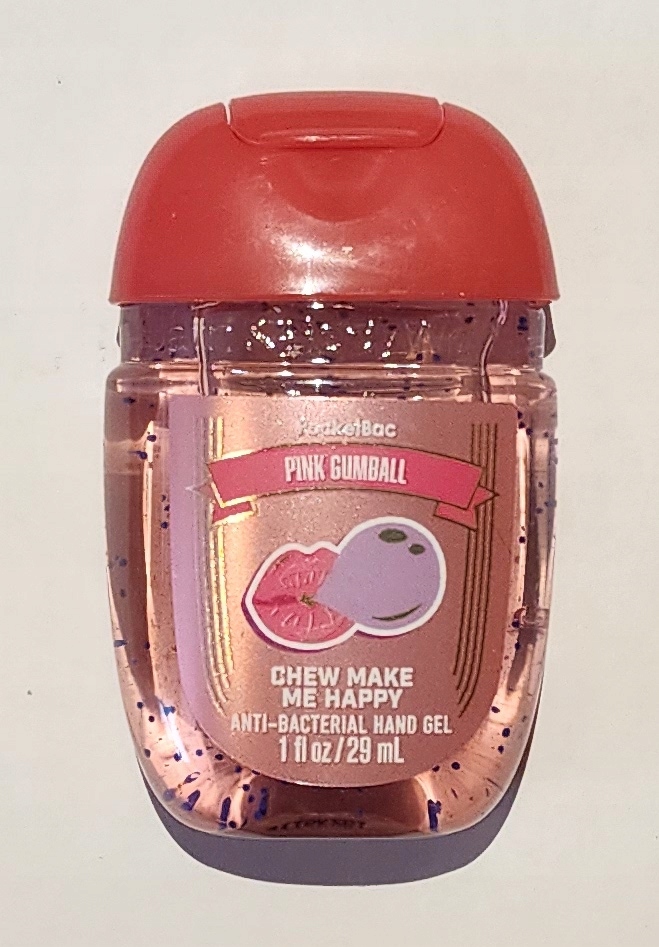 PocketBac
PINK GUMBALL
CHEW MAKE
ME HAPPY
ANTI-BACTERIAL HAND GEL
1 fl oz / 29 mL